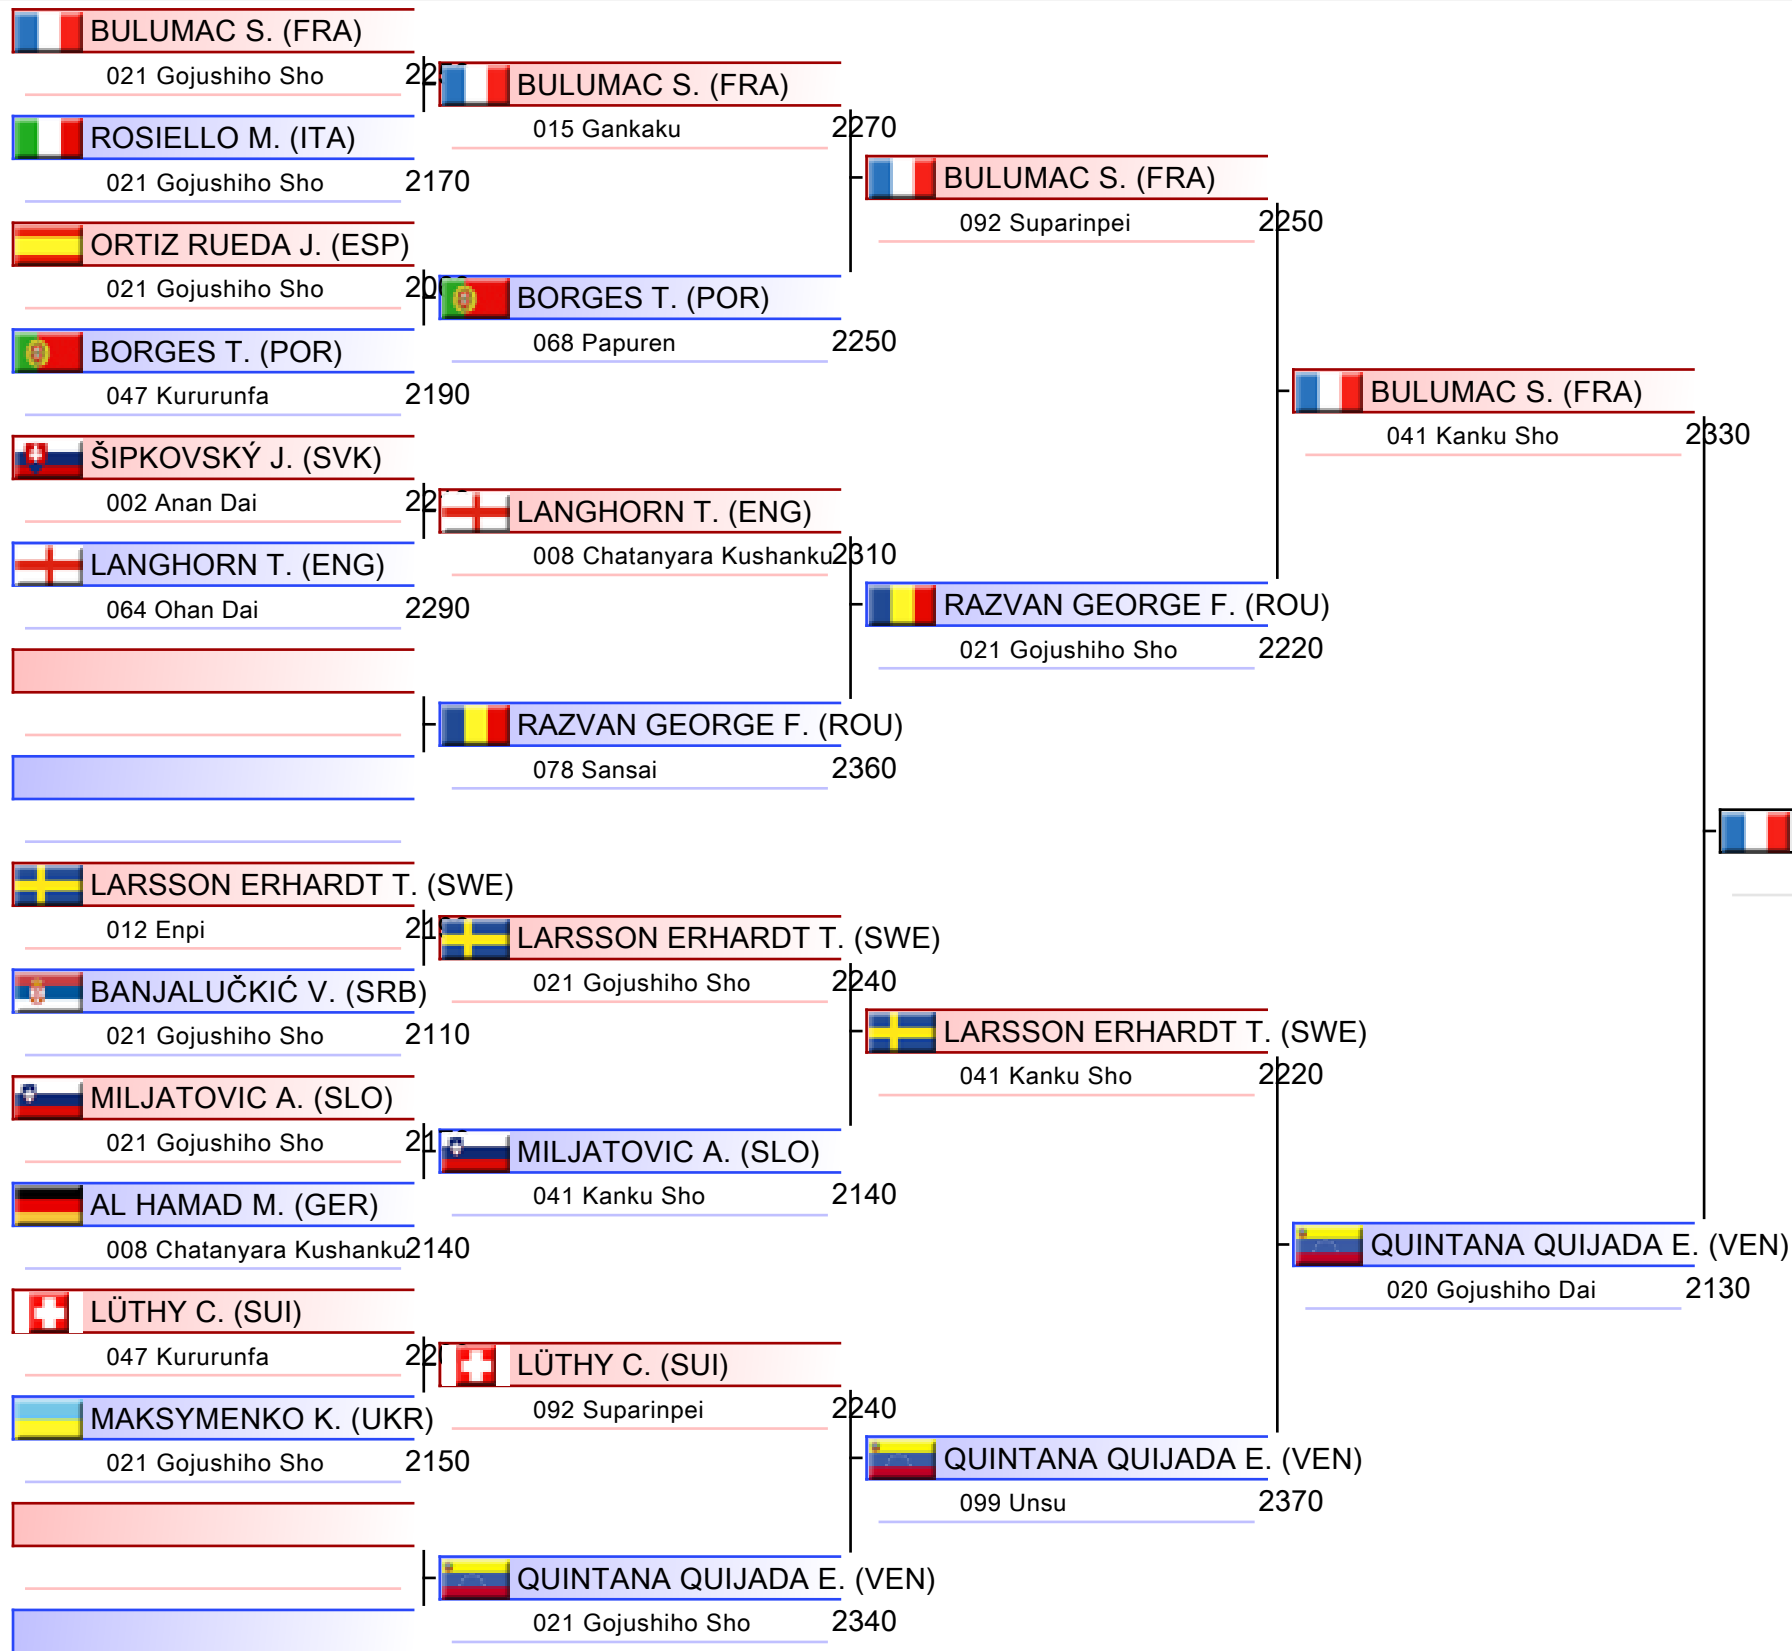 BULUMAC S. (FRA)
021 Gojushiho Sho
ROSIELLO M. (ITA)
021 Gojushiho Sho 2170
ORTIZ RUEDA J. (ESP)
021 Gojushiho Sho
BORGES T. (POR)
047 Kururunfa 2190
ŠIPKOVSKÝ J. (SVK)
002 Anan Dai
LANGHORN T. (ENG)
064 Ohan Dai 2290
LARSSON ERHARDT T. (SWE)
012 Enpi
BANJALUČKIĆ V. (SRB)
021 Gojushiho Sho 2110
MILJATOVIC A. (SLO)
021 Gojushiho Sho
AL HAMAD M. (GER)
008 Chatanyara Kushanku 2140
LÜTHY C. (SUI)
047 Kururunfa
MAKSYMENKO K. (UKR)
021 Gojushiho Sho 2150
BULUMAC S. (FRA)
015 Gankaku 2270
BORGES T. (POR)
068 Papuren 2250
LANGHORN T. (ENG)
008 Chatanyara Kushanku 2310
RAZVAN GEORGE F. (ROU)
078 Sansai 2360
LARSSON ERHARDT T. (SWE)
021 Gojushiho Sho 2240
MILJATOVIC A. (SLO)
041 Kanku Sho 2140
LÜTHY C. (SUI)
092 Suparinpei 2240
QUINTANA QUIJADA E. (VEN)
021 Gojushiho Sho 2340
BULUMAC S. (FRA)
092 Suparinpei 2250
RAZVAN GEORGE F. (ROU)
021 Gojushiho Sho 2220
LARSSON ERHARDT T. (SWE)
041 Kanku Sho 2220
QUINTANA QUIJADA E. (VEN)
099 Unsu 2370
BULUMAC S. (FRA)
041 Kanku Sho 2330
QUINTANA QUIJADA E. (VEN)
020 Gojushiho Dai 2130